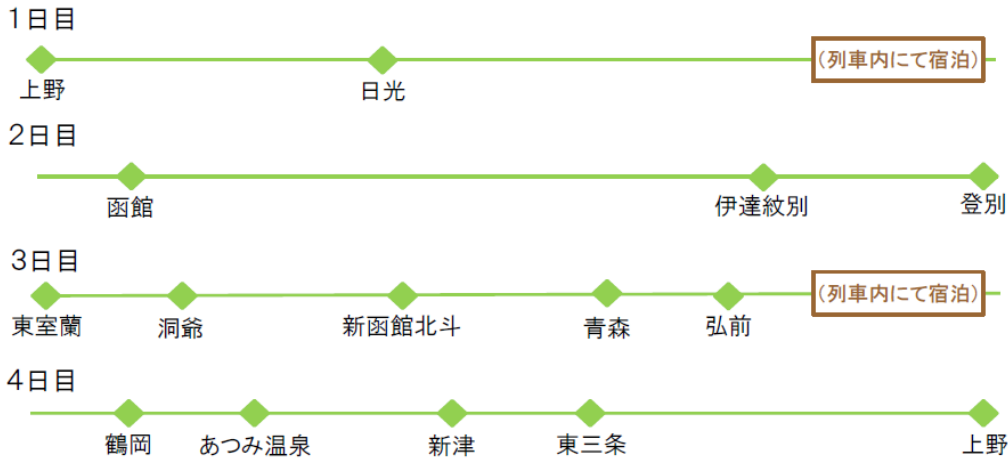 1日目
(列車内にて宿泊)
上野
日光
2日目
函館
伊達紋別
登別
3日目
(列車内にて宿泊)
東室蘭
洞爺
新函館北斗
青森
弘前
4日目
鶴岡
あつみ温泉
新津
東三条
上野